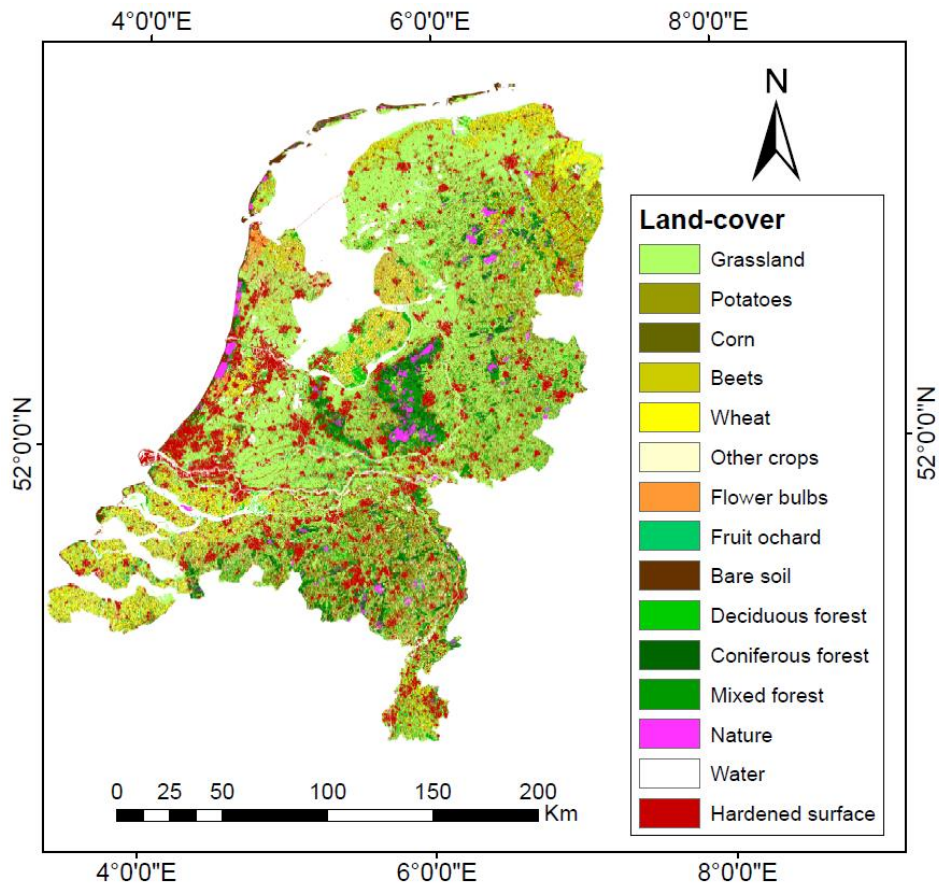 4°0'0"E 6°0'0"E 8°0'0"E
N
Land-cover
Grassland
Potatoes
Corn
Beets
Wheat
Other crops
Flower bulbs
Fruit ochard
Bare soil
Deciduous forest
Coniferous forest
Mixed forest
Nature
Water
Hardened surface
52°0'0"N
52°0'0"N
0 25 50 100 150 200
Km
4°0'0"E 6°0'0"E 8°0'0"E